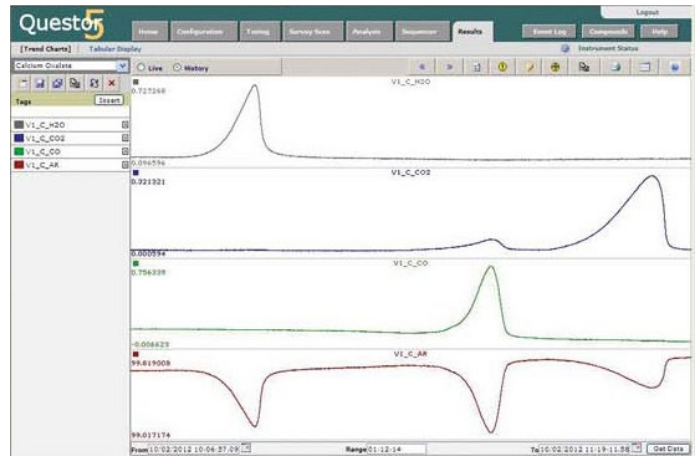 Questor5
Logout
Home Configuration Tuning Survey Scan Analysis Sequencer Results Event Log Compounds Help
[Trend Charts] Tabular Display Instrument Status
Calcium Oxalate Live History
Tags Insert
V1_C_H2O
V1_C_CO2
V1_C_CO
V1_C_AR
V1_C_H2O
0.727268
0.096596
V1_C_CO2
0.321321
0.000594
V1_C_CO
0.756339
-0.006623
V1_C_AR
99.819008
99.017174
From 10/02/2012 10-06-57.09 Range 01-12-14 To 10/02/2012 11-19-11.58 Get Data